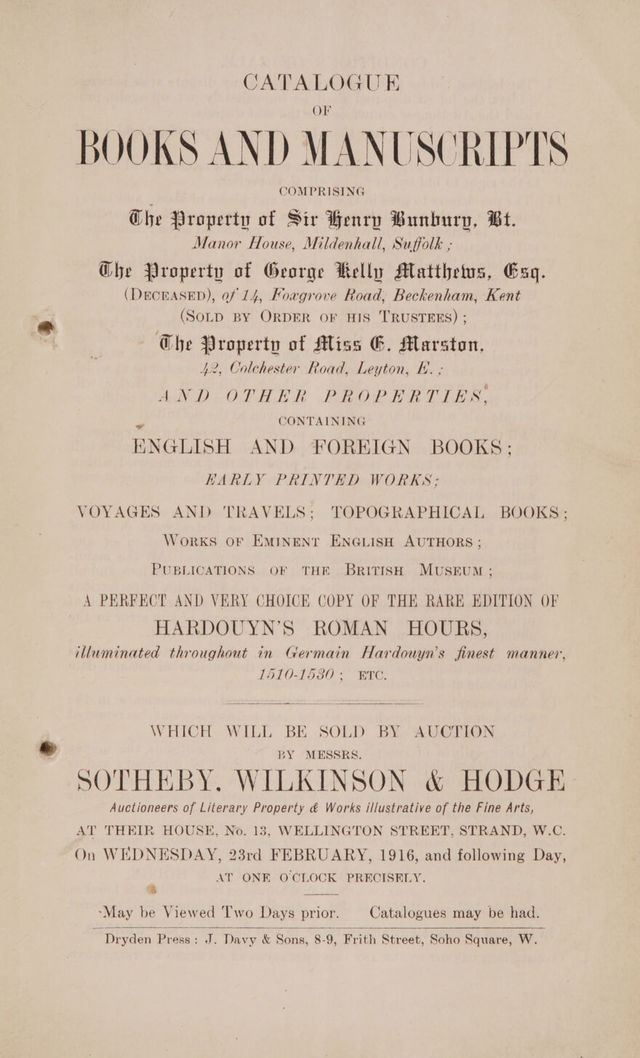 CATALOGUE
OF
BOOKS AND MANUSCRIPTS
COMPRISING
The Property of Sir Henry Bunbury, Bt.
Manor House, Mildenhall, Suffolk;
The Property of George Kelly Matthews, Esq.
(DECEASED), of 14, Foxgrove Road, Beckenham, Kent
(SOLD BY ORDER OF HIS TRUSTEES);
The Property of Miss E. Marston,
42, Colchester Road, Leyton, E.;
AND OTHER PROPERTIES,
CONTAINING
ENGLISH AND FOREIGN BOOKS;
EARLY PRINTED WORKS;
VOYAGES AND TRAVELS; TOPOGRAPHICAL BOOKS;
WORKS OF EMINENT ENGLISH AUTHORS;
PUBLICATIONS OF THE BRITISH MUSEUM;
A PERFECT AND VERY CHOICE COPY OF THE RARE EDITION OF
HARDOUYN'S ROMAN HOURS,
illuminated throughout in Germain Hardouyn's finest manner,
1510-1530; ETC.
WHICH WILL BE SOLD BY AUCTION
BY MESSRS.
SOTHEBY, WILKINSON & HODGE
Auctioneers of Literary Property & Works illustrative of the Fine Arts,
AT THEIR HOUSE, No. 13, WELLINGTON STREET, STRAND, W.C.
On WEDNESDAY, 23rd FEBRUARY, 1916, and following Day,
AT ONE O'CLOCK PRECISELY.
May be Viewed Two Days prior. Catalogues may be had.
Dryden Press: J. Davy & Sons, 8-9, Frith Street, Soho Square, W.